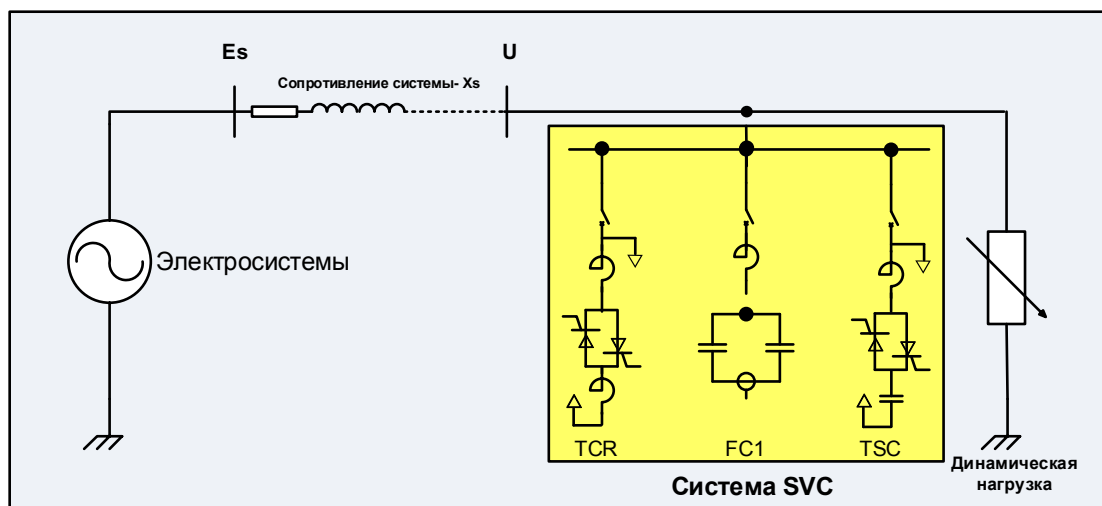 Es
U
Сопротивление системы- Xs
Электросистемы
TCR
FC1
TSC
Система SVC
Динамическая
нагрузка